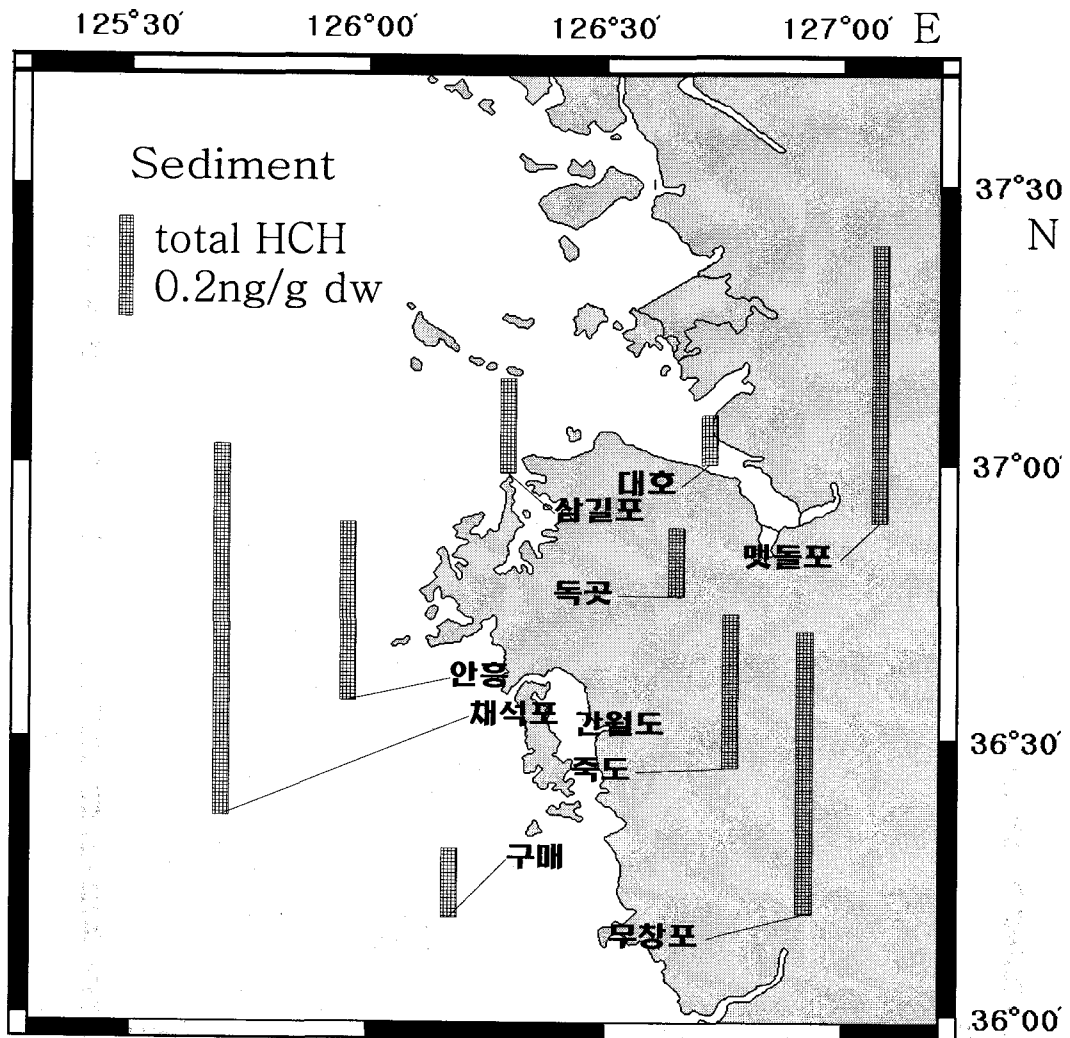 125°30′ 126°00′ 126°30′ 127°00′ E
Sediment
37°30′
N
total HCH
0.2ng/g dw
37°00′
대호
삼길포
맷돌포
독곶
안흥
채석포
간월도
36°30′
죽도
구매
무창포
36°00′